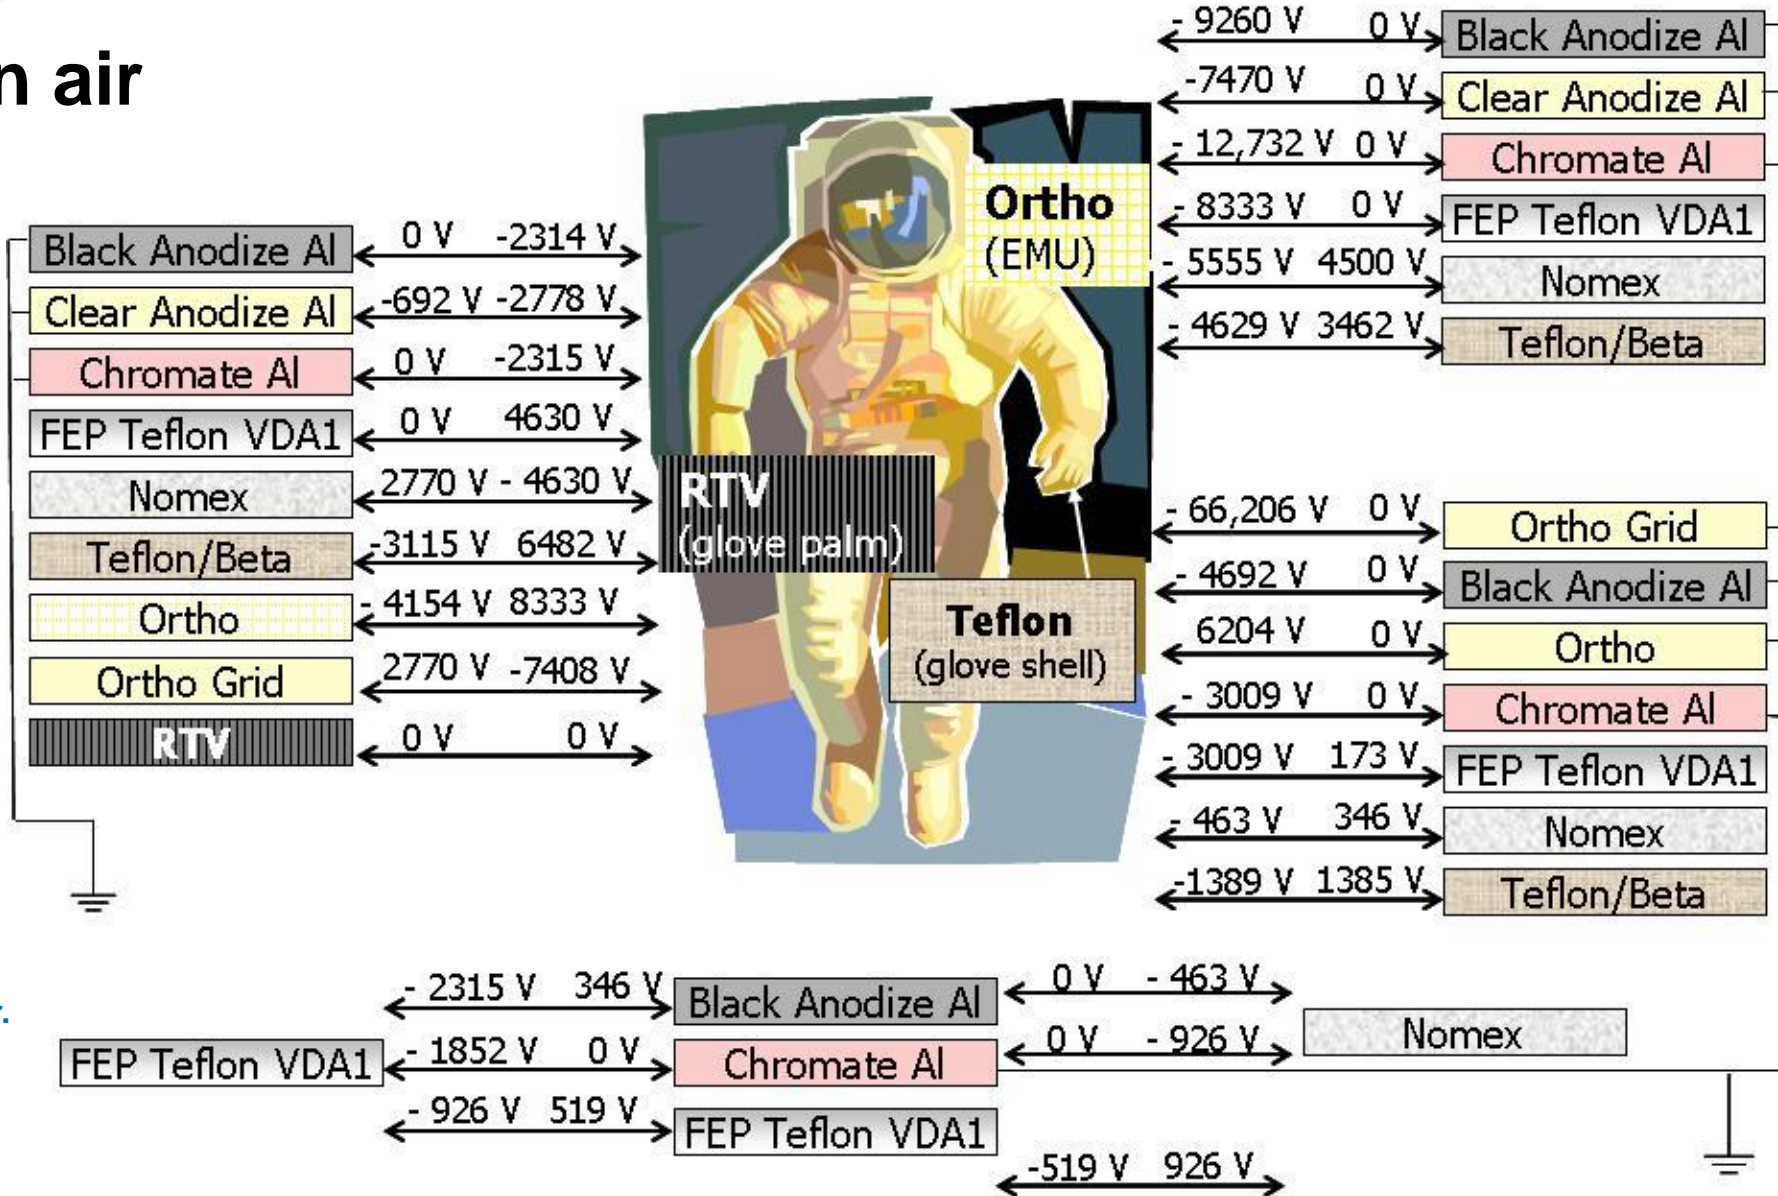 n air
- 9260 V 0 V Black Anodize Al
-7470 V 0 V Clear Anodize Al
- 12,732 V 0 V Chromate Al
- 8333 V 0 V FEP Teflon VDA1
- 5555 V 4500 V Nomex
- 4629 V 3462 V Teflon/Beta
Ortho
(EMU)
Black Anodize Al 0 V -2314 V
Clear Anodize Al -692 V -2778 V
Chromate Al 0 V -2315 V
FEP Teflon VDA1 0 V 4630 V
Nomex 2770 V - 4630 V
Teflon/Beta -3115 V 6482 V
Ortho - 4154 V 8333 V
Ortho Grid 2770 V -7408 V
RTV 0 V 0 V
RTV
(glove palm)
Teflon
(glove shell)
- 66,206 V 0 V Ortho Grid
- 4692 V 0 V Black Anodize Al
6204 V 0 V Ortho
- 3009 V 0 V Chromate Al
- 3009 V 173 V FEP Teflon VDA1
- 463 V 346 V Nomex
-1389 V 1385 V Teflon/Beta
- 2315 V 346 V Black Anodize Al 0 V - 463 V
FEP Teflon VDA1 - 1852 V 0 V Chromate Al 0 V - 926 V Nomex
- 926 V 519 V FEP Teflon VDA1
-519 V 926 V